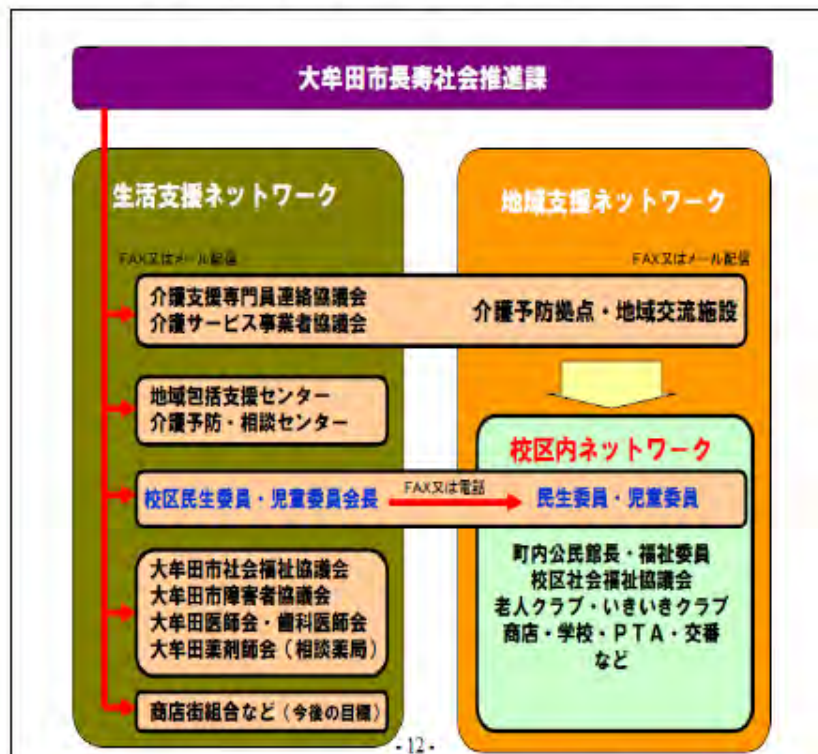 大牟田市長寿社会推進課
生活支援ネットワーク
FAX又はメール配信
介護支援専門員連絡協議会
介護サービス事業者協議会
地域包括支援センター
介護予防・相談センター
校区民生委員・児童委員会長
FAX又は電話
大牟田市社会福祉協議会
大牟田市障害者協議会
大牟田医師会・歯科医師会
大牟田薬剤師会（相談薬局）
商店街組合など（今後の目標）
地域支援ネットワーク
FAX又はメール配信
介護予防拠点・地域交流施設
校区内ネットワーク
民生委員・児童委員
町内公民館長・福祉委員
校区社会福祉協議会
老人クラブ・いきいきクラブ
商店・学校・ＰＴＡ・交番
など
- 12 -